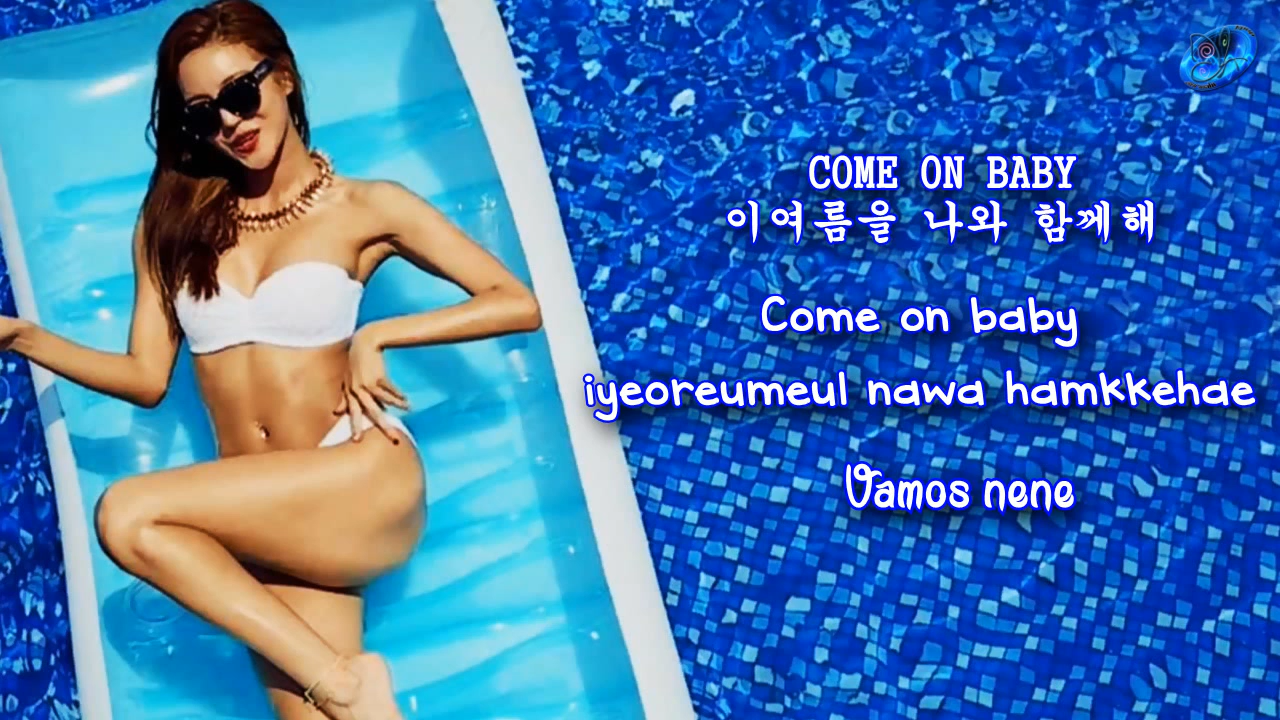 COME ON BABY
이여름을 나와 함께해
Come on baby
iyeoreumeul nawa hamkkehae
Vamos nene